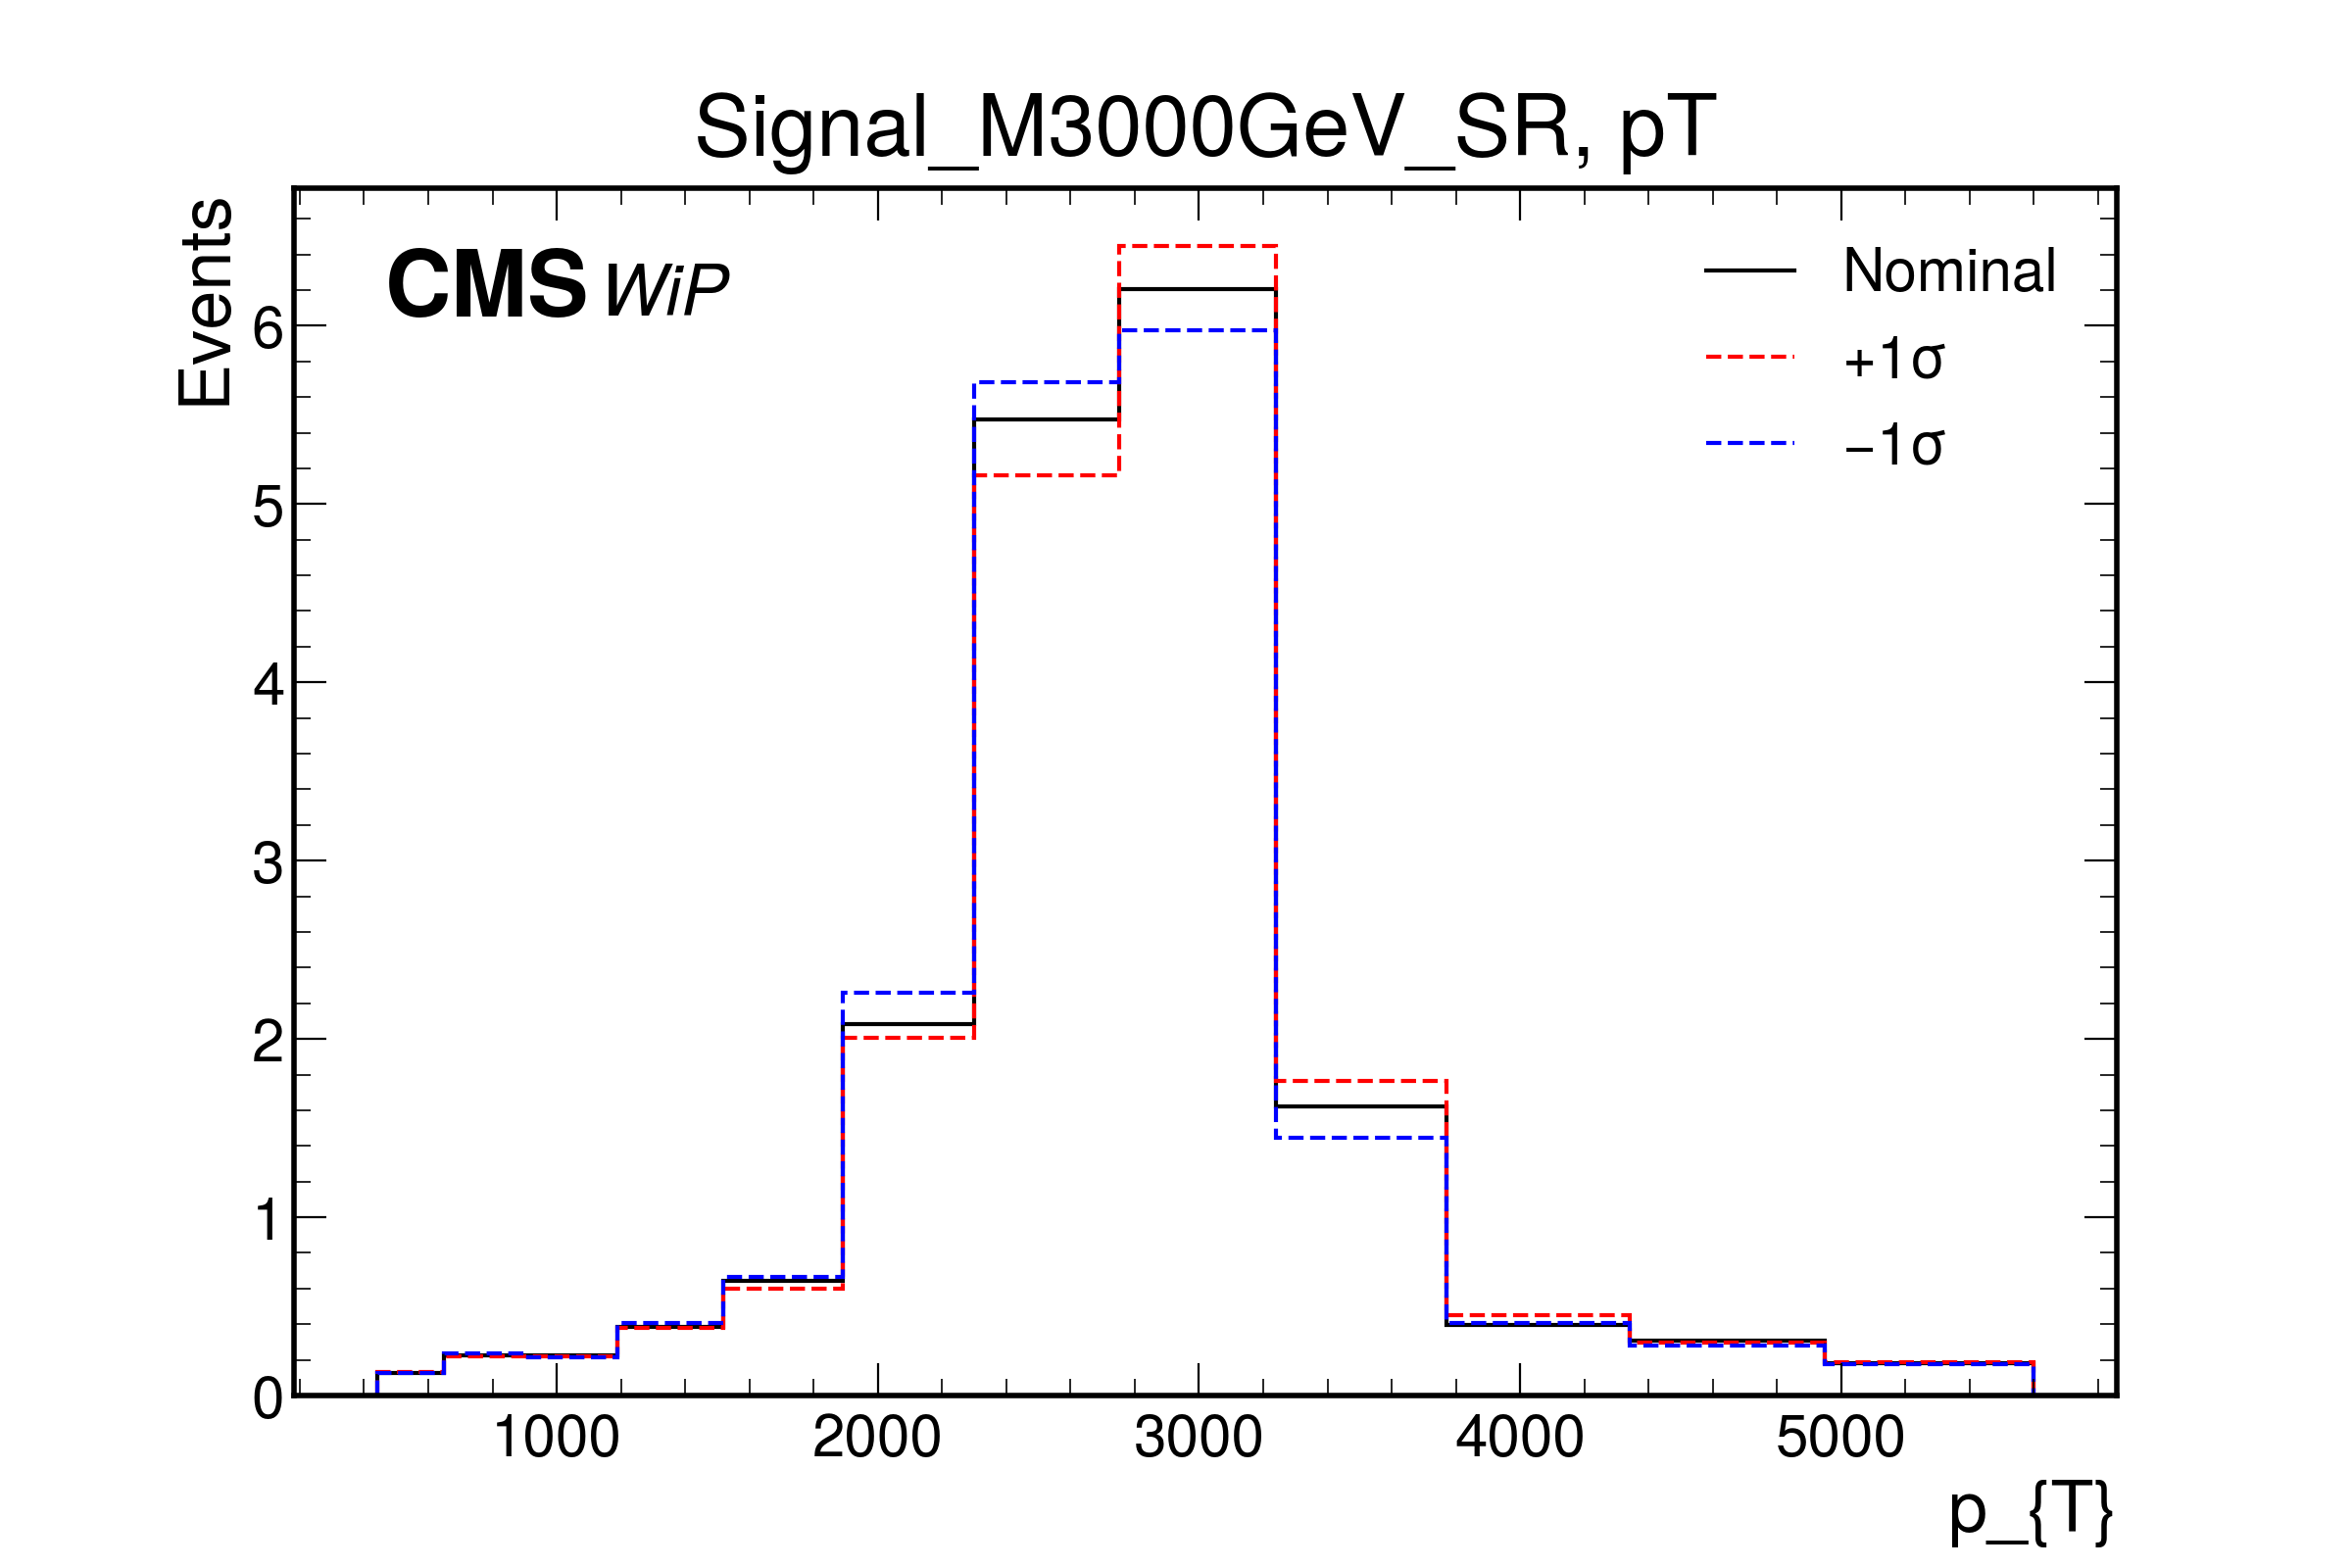 Signal_M3000GeV_SR, pT
Events
CMS WiP
Nominal
+1σ
−1σ
6
5
4
3
2
1
0
1000 2000 3000 4000 5000
p_{T}